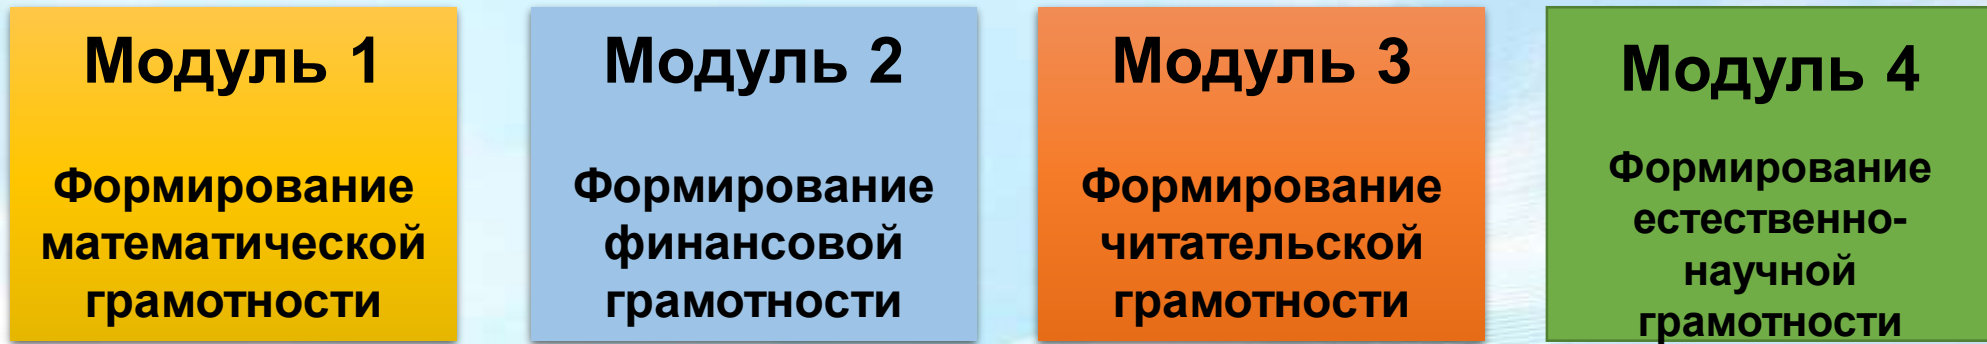 Модуль 1
Формирование
математической
грамотности
Модуль 2
Формирование
финансовой
грамотности
Модуль 3
Формирование
читательской
грамотности
Модуль 4
Формирование
естественно-
научной
грамотности